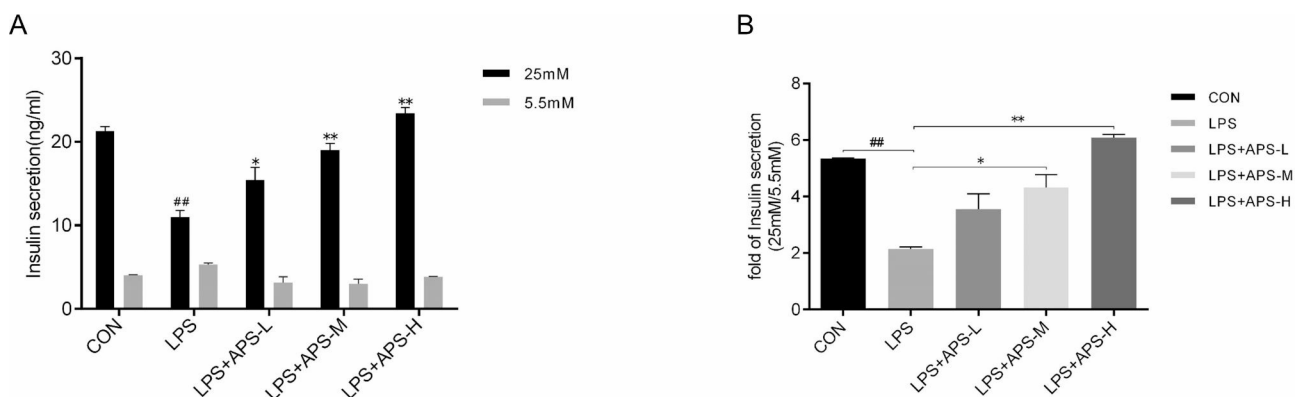 A
Insulin secretion(ng/ml)
30
20
10
0
##
*
**
**
25mM
5.5mM
CON
LPS
LPS+APS-L
LPS+APS-M
LPS+APS-H
B
fold of Insulin secretion
(25mM/5.5mM)
8
6
4
2
0
##
**
*
CON
LPS
LPS+APS-L
LPS+APS-M
LPS+APS-H
CON
LPS
LPS+APS-L
LPS+APS-M
LPS+APS-H